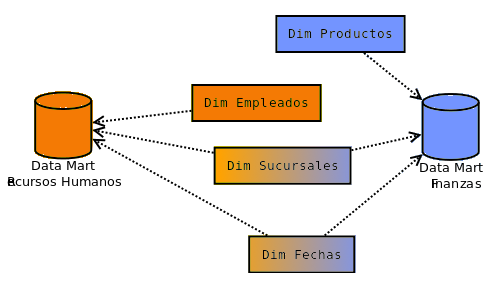 Dim Productos
Dim Empleados
Dim Sucursales
Data Mart
Recursos Humanos
Data Mart
Finanzas
Dim Fechas